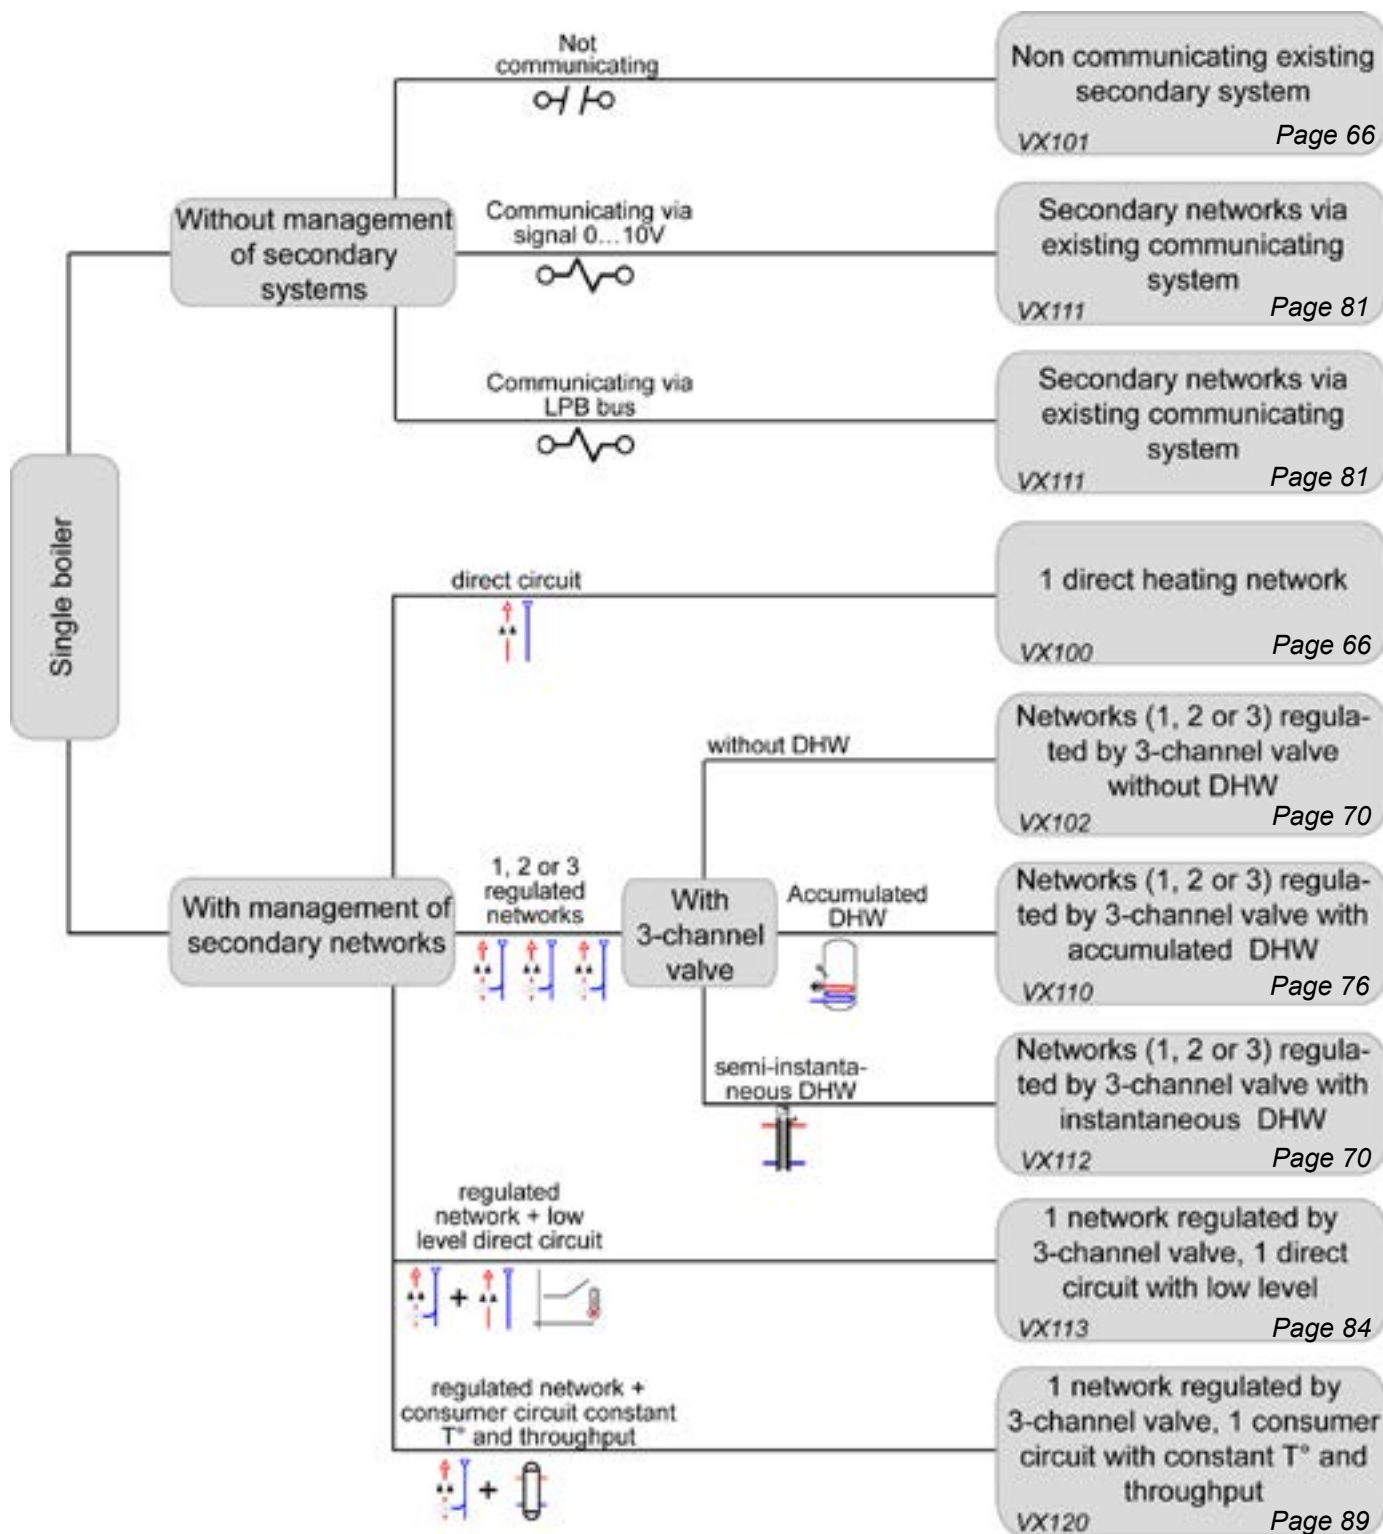 Single boiler
Without management
of secondary
systems
Not
communicating
Non communicating existing
secondary system
VX101
Page 66
Communicating via
signal 0...10V
Secondary networks via
existing communicating
system
VX111
Page 81
Communicating via
LPB bus
Secondary networks via
existing communicating
system
VX111
Page 81
With management of
secondary networks
direct circuit
1 direct heating network
VX100
Page 66
1, 2 or 3
regulated
networks
With
3-channel
valve
without DHW
Networks (1, 2 or 3) regula-
ted by 3-channel valve
without DHW
VX102
Page 70
Accumulated
DHW
Networks (1, 2 or 3) regula-
ted by 3-channel valve with
accumulated DHW
VX110
Page 76
semi-instanta-
neous DHW
Networks (1, 2 or 3) regula-
ted by 3-channel valve with
instantaneous DHW
VX112
Page 70
regulated
network + low
level direct circuit
+
1 network regulated by
3-channel valve, 1 direct
circuit with low level
VX113
Page 84
regulated network +
consumer circuit constant
T° and throughput
+
1 network regulated by
3-channel valve, 1 consumer
circuit with constant T° and
throughput
VX120
Page 89